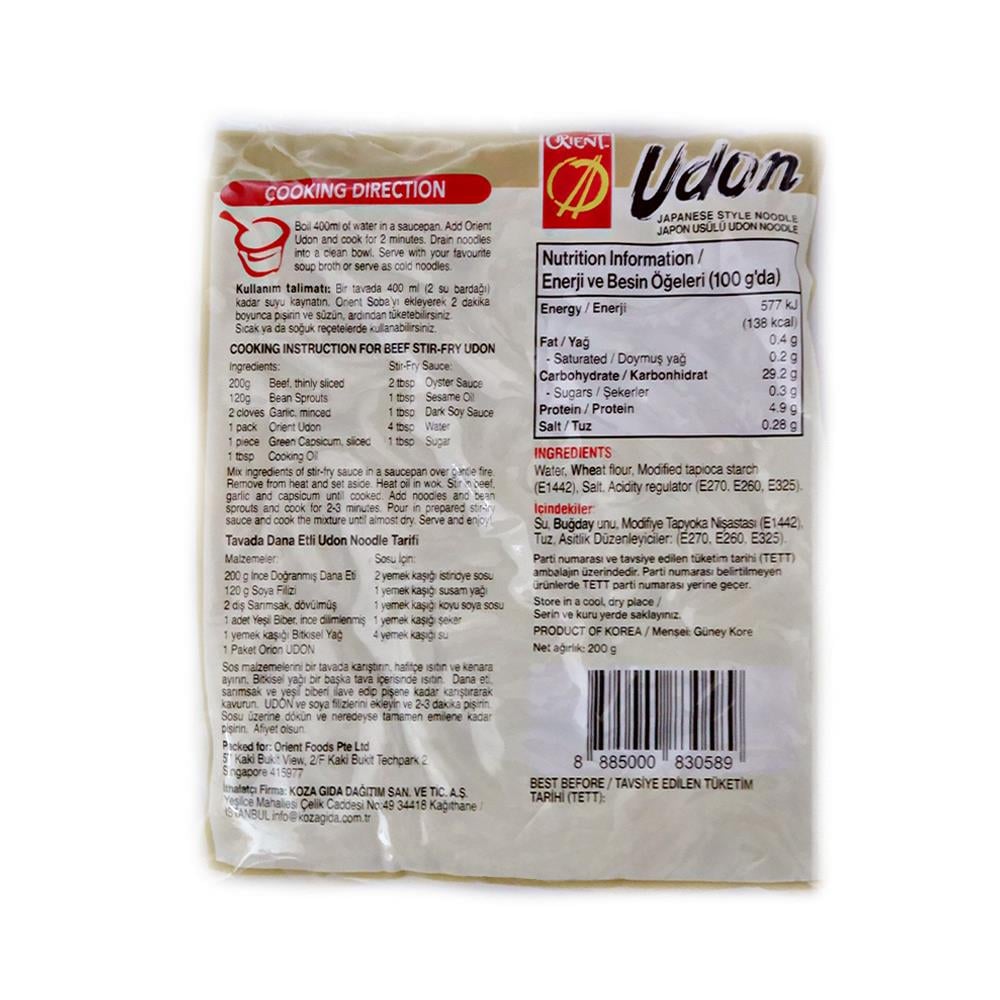 COOKING DIRECTION
Boil 400ml of water in a saucepan. Add Orient
Udon and cook for 2 minutes. Drain noodles
into a clean bowl. Serve with your favourite
soup broth or serve as cold noodles.
Kullanım talimatı: Bir tavada 400 ml (2 su bardağı)
kadar suyu kaynatın. Orient Soba'yı ekleyerek 2 dakika
boyunca pişirin ve süzün, ardından tüketebilirsiniz.
Sıcak ya da soğuk reçetelerde kullanabilirsiniz.
COOKING INSTRUCTION FOR BEEF STIR-FRY UDON
Ingredients: Stir-Fry Sauce:
200g Beef, thinly sliced 2 tbsp Oyster Sauce
120g Bean Sprouts 1 tbsp Sesame Oil
2 cloves Garlic, minced 1 tbsp Dark Soy Sauce
1 pack Orient Udon 4 tbsp Water
1 piece Green Capsicum, sliced 1 tbsp Sugar
1 tbsp Cooking Oil
Mix ingredients of stir-fry sauce in a saucepan over gentle fire.
Remove from heat and set aside. Heat oil in wok. Stir in beef,
garlic and capsicum until cooked. Add noodles and bean
sprouts and cook for 2-3 minutes. Pour in prepared stir-fry
sauce and cook the mixture until almost dry. Serve and enjoy!
Tavada Dana Etli Udon Noodle Tarifi
Malzemeler: Sosu İçin:
200 g İnce Doğranmış Dana Eti 2 yemek kaşığı istiridye sosu
120 g Soya Filizi 1 yemek kaşığı susam yağı
2 diş Sarımsak, dövülmüş 1 yemek kaşığı koyu soya sosu
1 adet Yeşil Biber, ince dilimlenmiş 1 yemek kaşığı şeker
1 yemek kaşığı Bitkisel Yağ 4 yemek kaşığı su
1 Paket Orion UDON
Sos malzemelerini bir tavada karıştırın, hafifçe ısıtın ve kenara
ayırın. Bitkisel yağı bir başka tava içerisinde ısıtın. Dana eti,
sarımsak ve yeşil biberi ilave edip pişene kadar karıştırarak
kavurun. UDON ve soya filizlerini ekleyin ve 2-3 dakika pişirin.
Sosu üzerine dökün ve neredeyse tamamen emilene kadar
pişirin. Afiyet olsun.
Packed for: Orient Foods Pte Ltd
51 Kaki Bukit View, 2/F Kaki Bukit Techpark 2
Singapore 415977
İthalatçı Firma: KOZA GIDA DAĞITIM SAN. VE TİC. A.Ş.
Yeşilce Mahallesi Çelik Caddesi No:49 34418 Kağıthane /
İSTANBUL info@kozagida.com.tr
ORIENT
Udon
JAPANESE STYLE NOODLE
JAPON USÜLÜ UDON NOODLE
Nutrition Information /
Enerji ve Besin Öğeleri (100 g'da)
Energy / Enerji 577 kJ
(138 kcal)
Fat / Yağ 0.4 g
- Saturated / Doymuş yağ 0.2 g
Carbohydrate / Karbonhidrat 29.2 g
- Sugars / Şekerler 0.3 g
Protein / Protein 4.9 g
Salt / Tuz 0.28 g
INGREDIENTS
Water, Wheat flour, Modified tapioca starch
(E1442), Salt, Acidity regulator (E270, E260, E325).
İçindekiler:
Su, Buğday unu, Modifiye Tapyoka Nişastası (E1442),
Tuz, Asitlik Düzenleyiciler: (E270, E260, E325).
Parti numarası ve tavsiye edilen tüketim tarihi (TETT)
ambalajın üzerindedir. Parti numarası belirtilmeyen
ürünlerde TETT parti numarası yerine geçer.
Store in a cool, dry place /
Serin ve kuru yerde saklayınız.
PRODUCT OF KOREA / Menşei: Güney Kore
Net ağırlık: 200 g
8 885000 830589
BEST BEFORE / TAVSİYE EDİLEN TÜKETİM
TARİHİ (TETT):